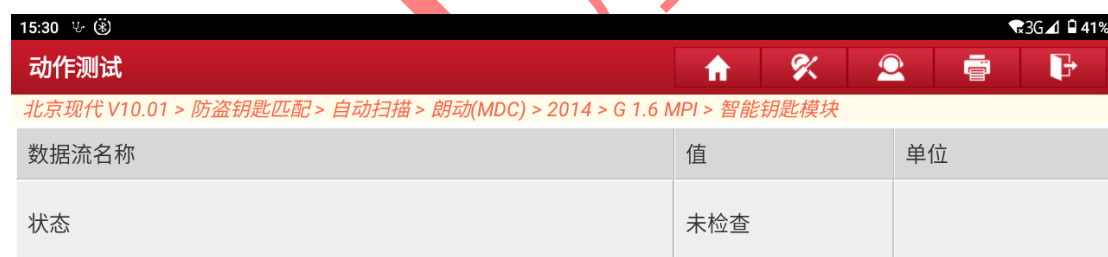 15:30 3G 41%
动作测试
北京现代 V10.01 > 防盗钥匙匹配 > 自动扫描 > 朗动(MDC) > 2014 > G 1.6 MPI > 智能钥匙模块
数据流名称 值 单位
状态 未检查